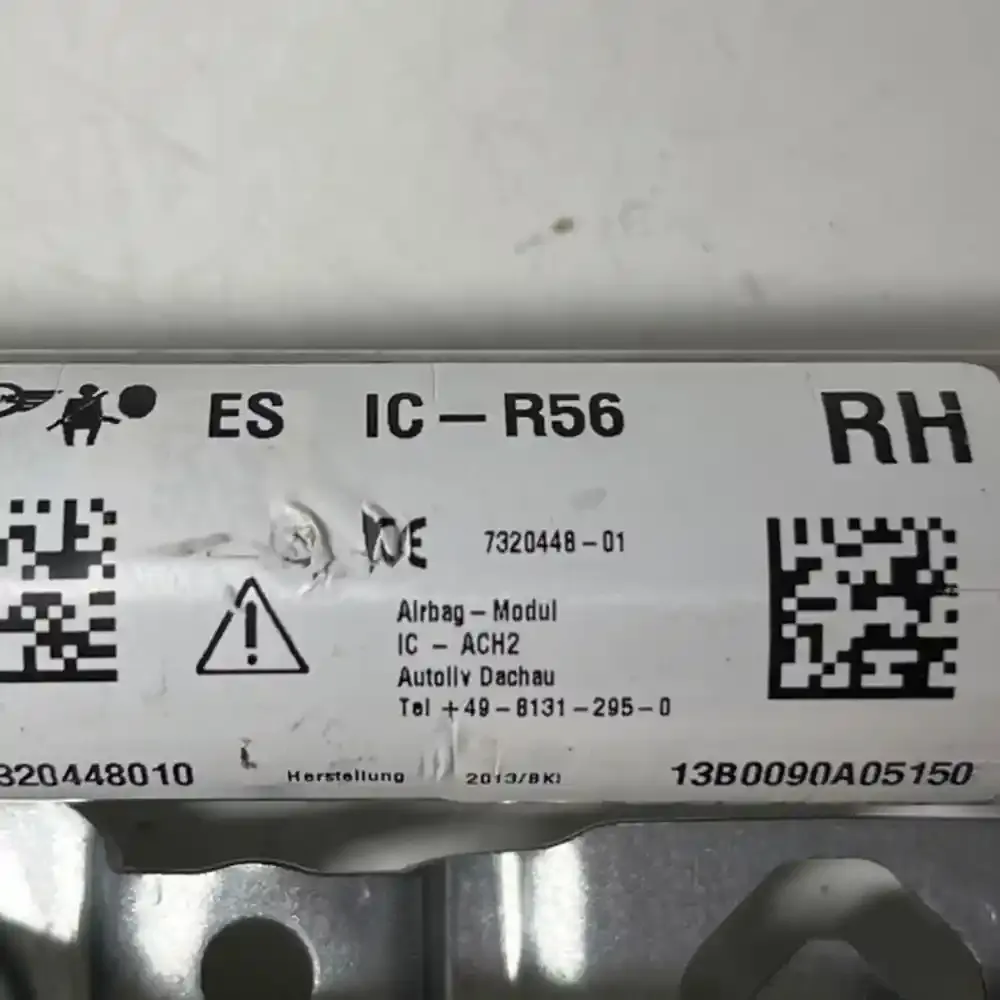 ES IC-R56 RH
7320448-01
Airbag-Modul
IC - ACH2
Autoliv Dachau
Tel +49-8131-295-0
320448010 Herstellung 2013/8KI 13B0090A05150